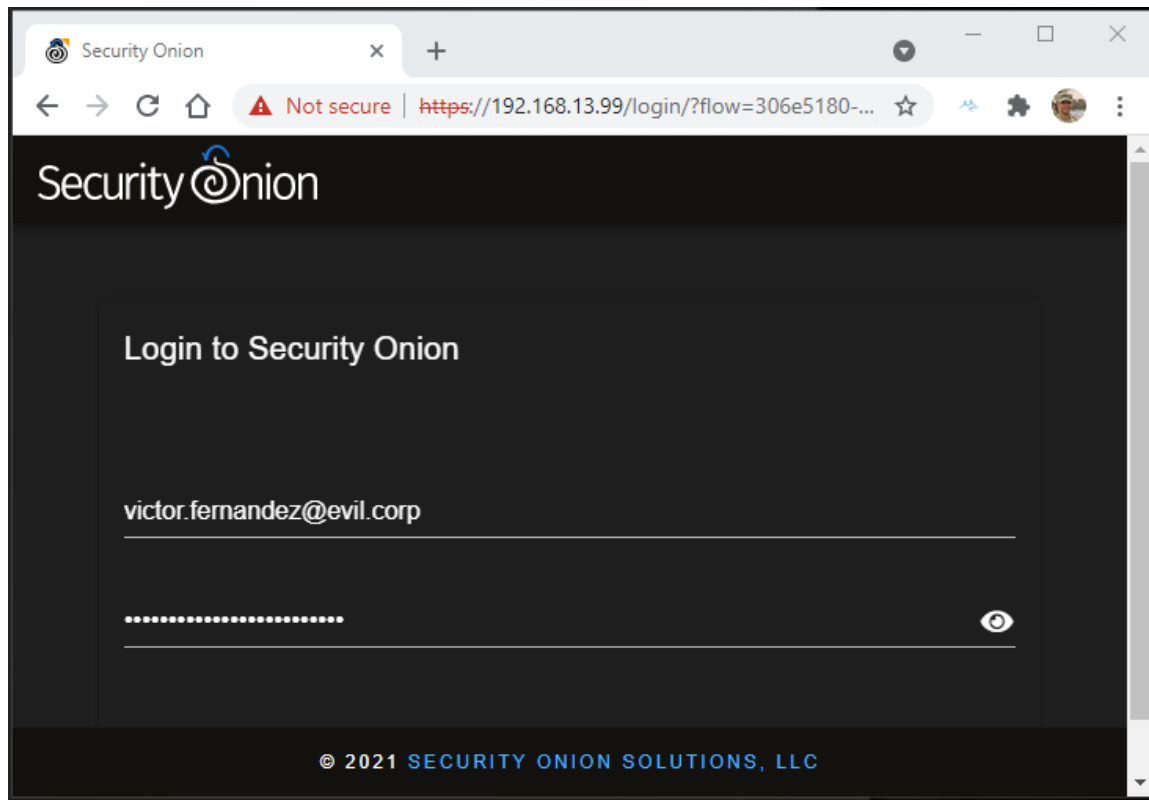 Security Onion
Not secure | https://192.168.13.99/login/?flow=306e5180-...
Security Onion
Login to Security Onion
victor.fernandez@evil.corp
•••••••••••••••••••••••••
© 2021 SECURITY ONION SOLUTIONS, LLC